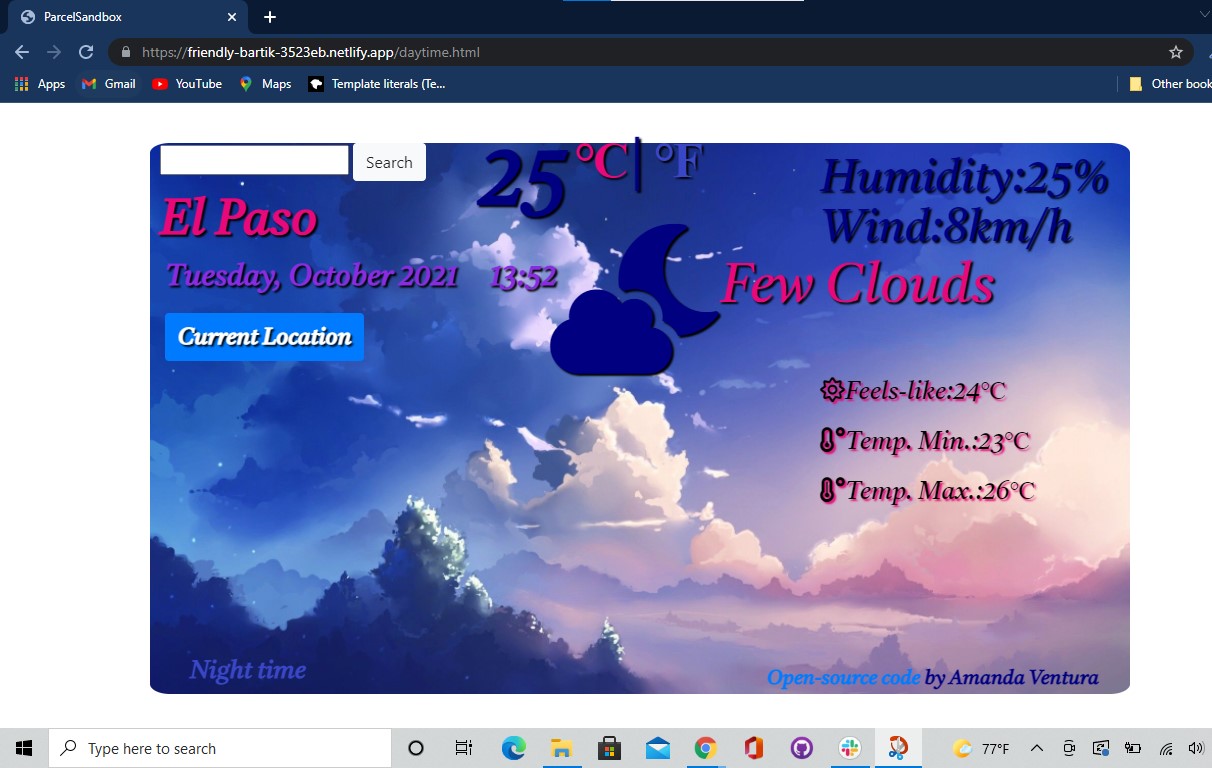 ParcelSandbox
https://friendly-bartik-3523eb.netlify.app/daytime.html
Apps Gmail YouTube Maps Template literals (Te... Other book
Search
25 °C| °F
Humidity:25%
Wind:8km/h
El Paso
Tuesday, October 2021 13:52
Few Clouds
Current Location
Feels-like:24°C
Temp. Min.:23°C
Temp. Max.:26°C
Night time
Open-source code by Amanda Ventura
Type here to search
77°F